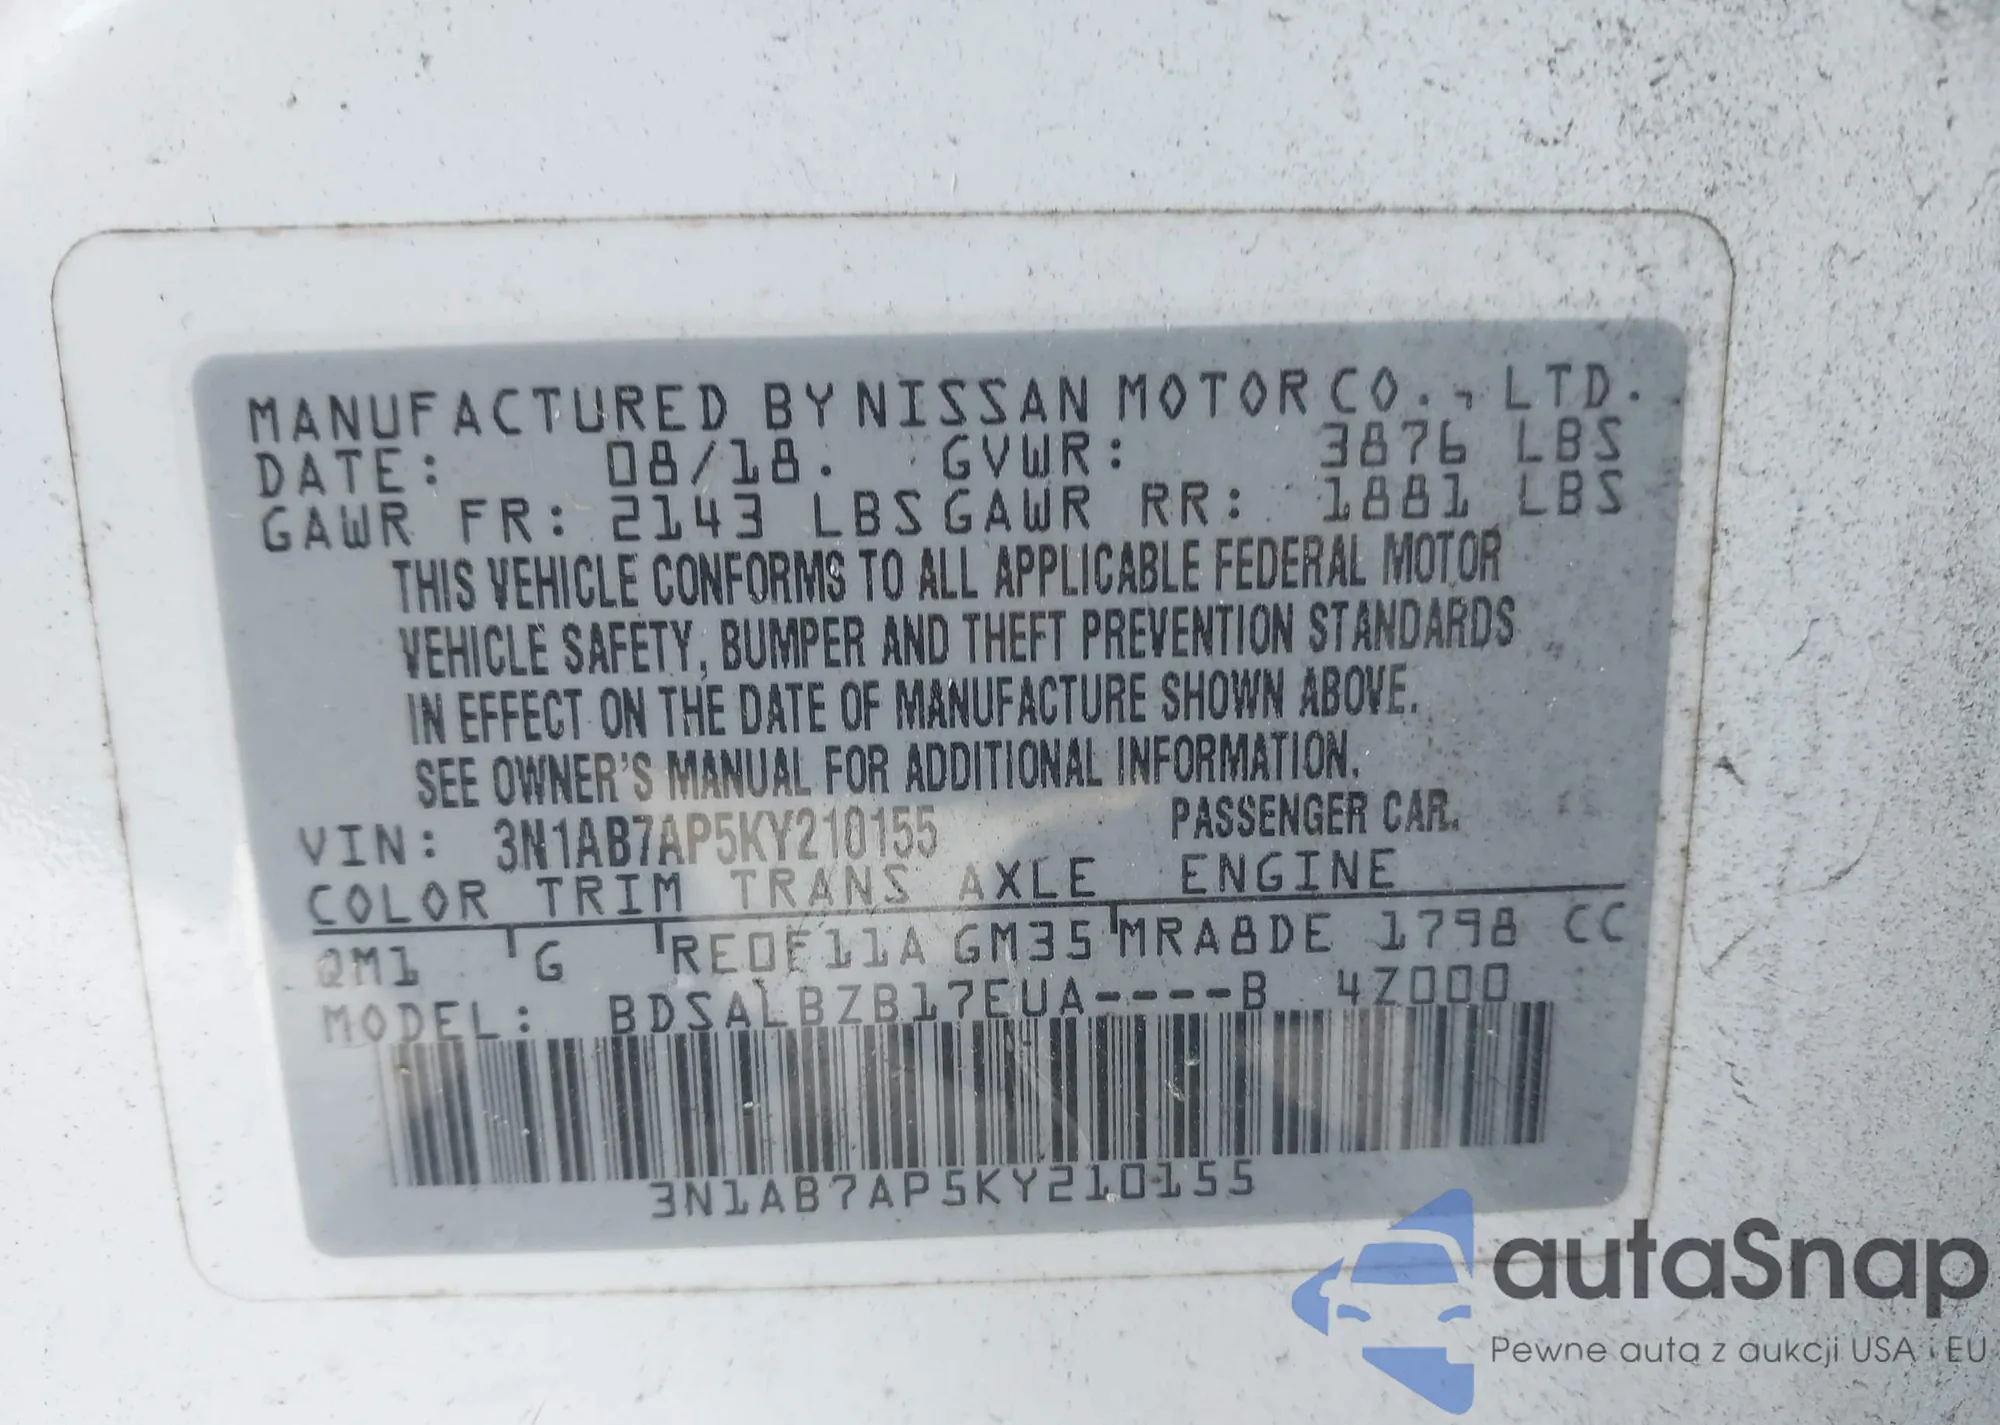 MANUFACTURED BY NISSAN MOTOR CO., LTD.
DATE: 08/18. GVWR: 3876 LBS
GAWR FR: 2143 LBS GAWR RR: 1881 LBS
THIS VEHICLE CONFORMS TO ALL APPLICABLE FEDERAL MOTOR
VEHICLE SAFETY, BUMPER AND THEFT PREVENTION STANDARDS
IN EFFECT ON THE DATE OF MANUFACTURE SHOWN ABOVE.
SEE OWNER'S MANUAL FOR ADDITIONAL INFORMATION.
VIN: 3N1AB7AP5KY210155 PASSENGER CAR.
COLOR TRIM TRANS AXLE ENGINE
QM1 G RE0F11A GM35 MRA8DE 1798 CC
MODEL: BDSALBZB17EUA----B 4Z000
3N1AB7AP5KY210155
autaSnap
Pewne auta z aukcji USA i EU